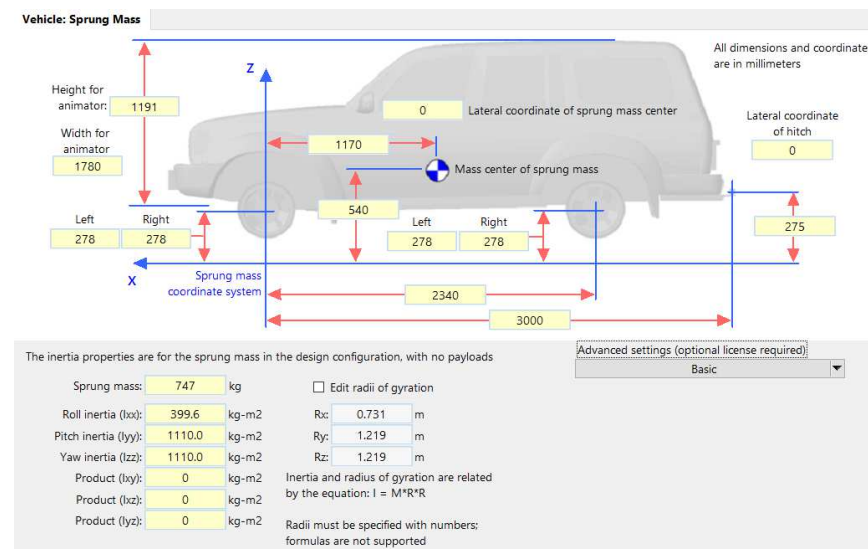 Vehicle: Sprung Mass
All dimensions and coordinate
are in millimeters
Z
Height for
animator:
1191
Width for
animator
1780
0
Lateral coordinate of sprung mass center
Lateral coordinate
of hitch
0
1170
Mass center of sprung mass
540
Left
Right
278
278
Left
Right
278
278
275
X
Sprung mass
coordinate system
2340
3000
The inertia properties are for the sprung mass in the design configuration, with no payloads
Advanced settings (optional license required)
Basic
Sprung mass: 747 kg
Edit radii of gyration
Roll inertia (Ixx): 399.6 kg-m2
Rx: 0.731 m
Pitch inertia (Iyy): 1110.0 kg-m2
Ry: 1.219 m
Yaw inertia (Izz): 1110.0 kg-m2
Rz: 1.219 m
Product (Ixy): 0 kg-m2
Product (Ixz): 0 kg-m2
Product (Iyz): 0 kg-m2
Inertia and radius of gyration are related
by the equation: I = M*R*R
Radii must be specified with numbers;
formulas are not supported